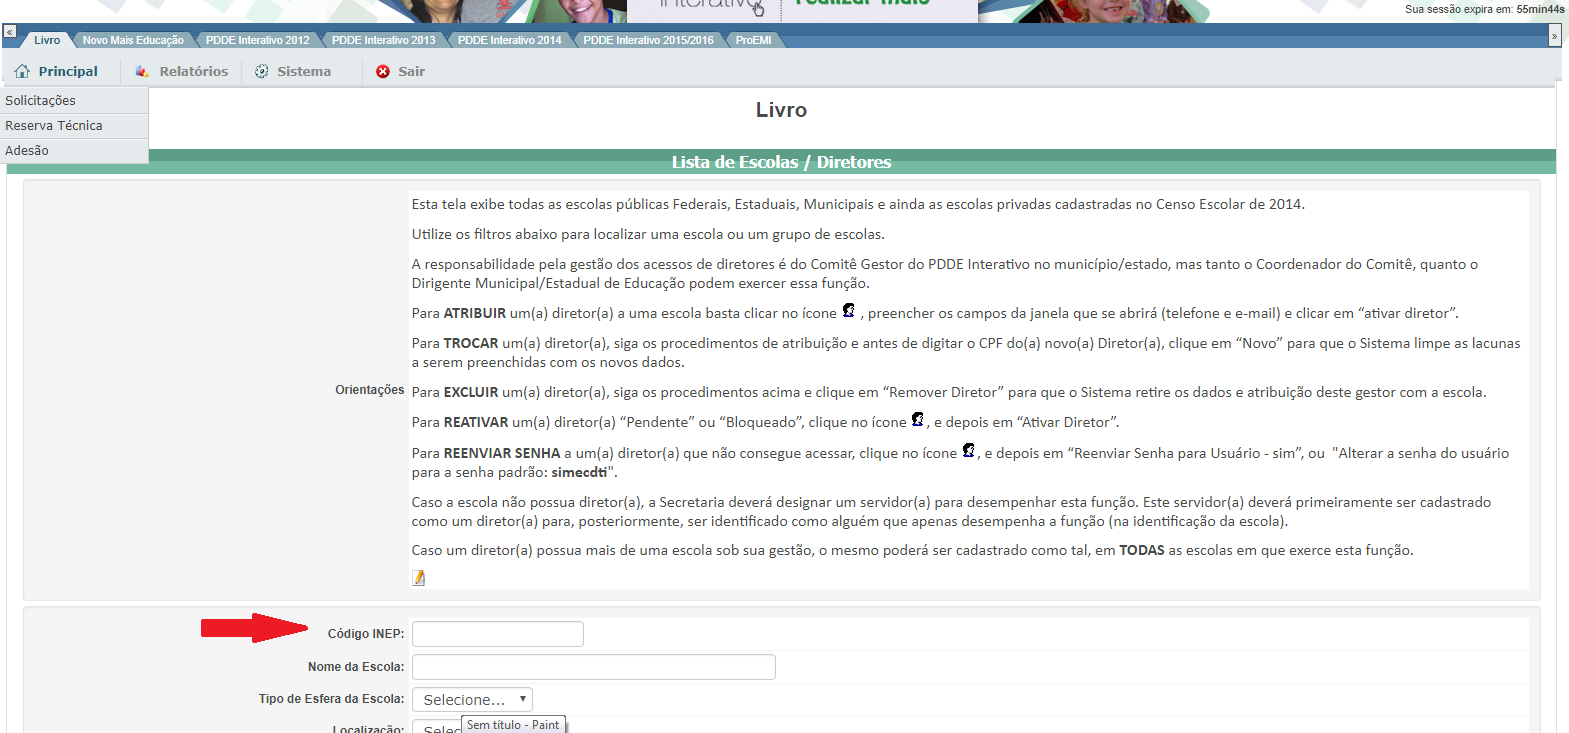 interativo realizar mais
Sua sessão expira em: 55min44s
« Livro Novo Mais Educação PDDE Interativo 2012 PDDE Interativo 2013 PDDE Interativo 2014 PDDE Interativo 2015/2016 ProEMI »
Principal Relatórios Sistema Sair
Solicitações
Reserva Técnica
Adesão
Livro
Lista de Escolas / Diretores
Orientações
Esta tela exibe todas as escolas públicas Federais, Estaduais, Municipais e ainda as escolas privadas cadastradas no Censo Escolar de 2014.
Utilize os filtros abaixo para localizar uma escola ou um grupo de escolas.
A responsabilidade pela gestão dos acessos de diretores é do Comitê Gestor do PDDE Interativo no município/estado, mas tanto o Coordenador do Comitê, quanto o
Dirigente Municipal/Estadual de Educação podem exercer essa função.
Para ATRIBUIR um(a) diretor(a) a uma escola basta clicar no ícone , preencher os campos da janela que se abrirá (telefone e e-mail) e clicar em “ativar diretor”.
Para TROCAR um(a) diretor(a), siga os procedimentos de atribuição e antes de digitar o CPF do(a) novo(a) Diretor(a), clique em “Novo” para que o Sistema limpe as lacunas
a serem preenchidas com os novos dados.
Para EXCLUIR um(a) diretor(a), siga os procedimentos acima e clique em “Remover Diretor” para que o Sistema retire os dados e atribuição deste gestor com a escola.
Para REATIVAR um(a) diretor(a) “Pendente” ou “Bloqueado”, clique no ícone , e depois em “Ativar Diretor”.
Para REENVIAR SENHA a um(a) diretor(a) que não consegue acessar, clique no ícone , e depois em “Reenviar Senha para Usuário - sim”, ou "Alterar a senha do usuário
para a senha padrão: simecdti".
Caso a escola não possua diretor(a), a Secretaria deverá designar um servidor(a) para desempenhar esta função. Este servidor(a) deverá primeiramente ser cadastrado
como um diretor(a) para, posteriormente, ser identificado como alguém que apenas desempenha a função (na identificação da escola).
Caso um diretor(a) possua mais de uma escola sob sua gestão, o mesmo poderá ser cadastrado como tal, em TODAS as escolas em que exerce esta função.
Código INEP:
Nome da Escola:
Tipo de Esfera da Escola: Selecione...
Localização: Selec
Sem título - Paint